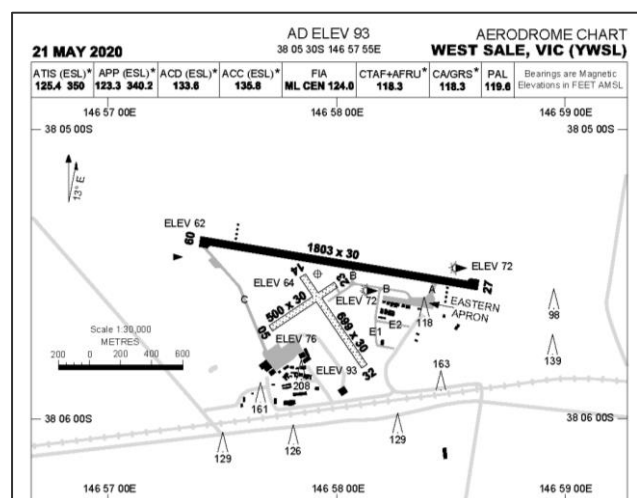 AD ELEV 93
AERODROME CHART
21 MAY 2020
38 05 30S 146 57 55E
WEST SALE, VIC (YWSL)
ATIS (ESL)* APP (ESL)* ACD (ESL)* ACC (ESL)* FIA CTAF+AFRU* CA/GRS* PAL Bearings are Magnetic
125.4 350 123.3 340.2 133.6 135.8 ML CEN 124.0 118.3 118.3 119.6 Elevations in FEET AMSL
146 57 00E 146 58 00E 146 59 00E
38 05 00S 38 05 00S
13° E
ELEV 62
09
1803 x 30
ELEV 72
27
14
23
B
ELEV 64
ELEV 72
B
A
C
500 x 30
699 x 30
EASTERN
APRON
118
98
E1
E2
05
ELEV 76
Scale 1:30,000
METRES
200 0 200 400 600
139
163
ELEV 93
32
208
161
38 06 00S 38 06 00S
129 126 129
146 57 00E 146 58 00E 146 59 00E